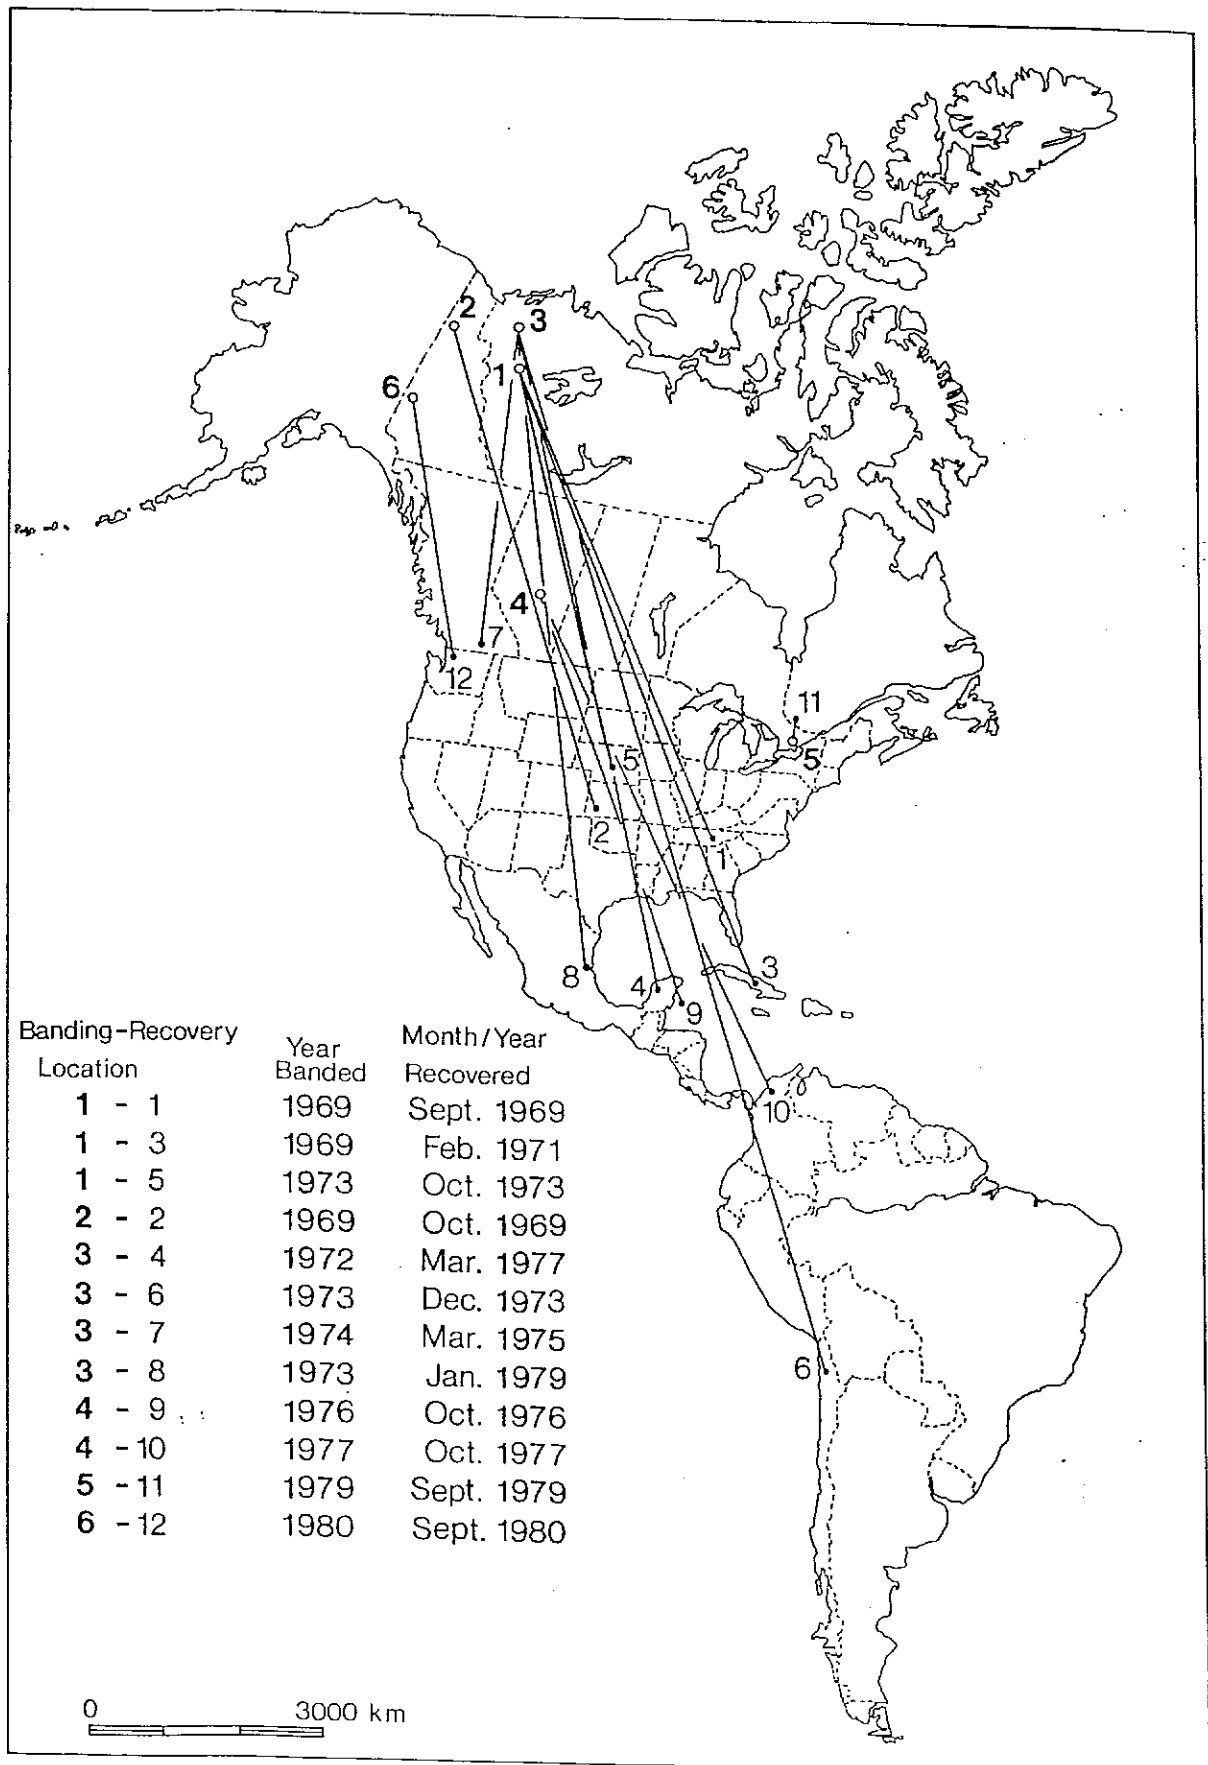 2
3
1
6
4
7
12
11
5
5
2
1
8
4
9
3
10
6
Banding-Recovery Location
Year Banded
Month/Year Recovered
1 - 1 1969 Sept. 1969
1 - 3 1969 Feb. 1971
1 - 5 1973 Oct. 1973
2 - 2 1969 Oct. 1969
3 - 4 1972 Mar. 1977
3 - 6 1973 Dec. 1973
3 - 7 1974 Mar. 1975
3 - 8 1973 Jan. 1979
4 - 9 1976 Oct. 1976
4 -10 1977 Oct. 1977
5 -11 1979 Sept. 1979
6 -12 1980 Sept. 1980
0 3000 km